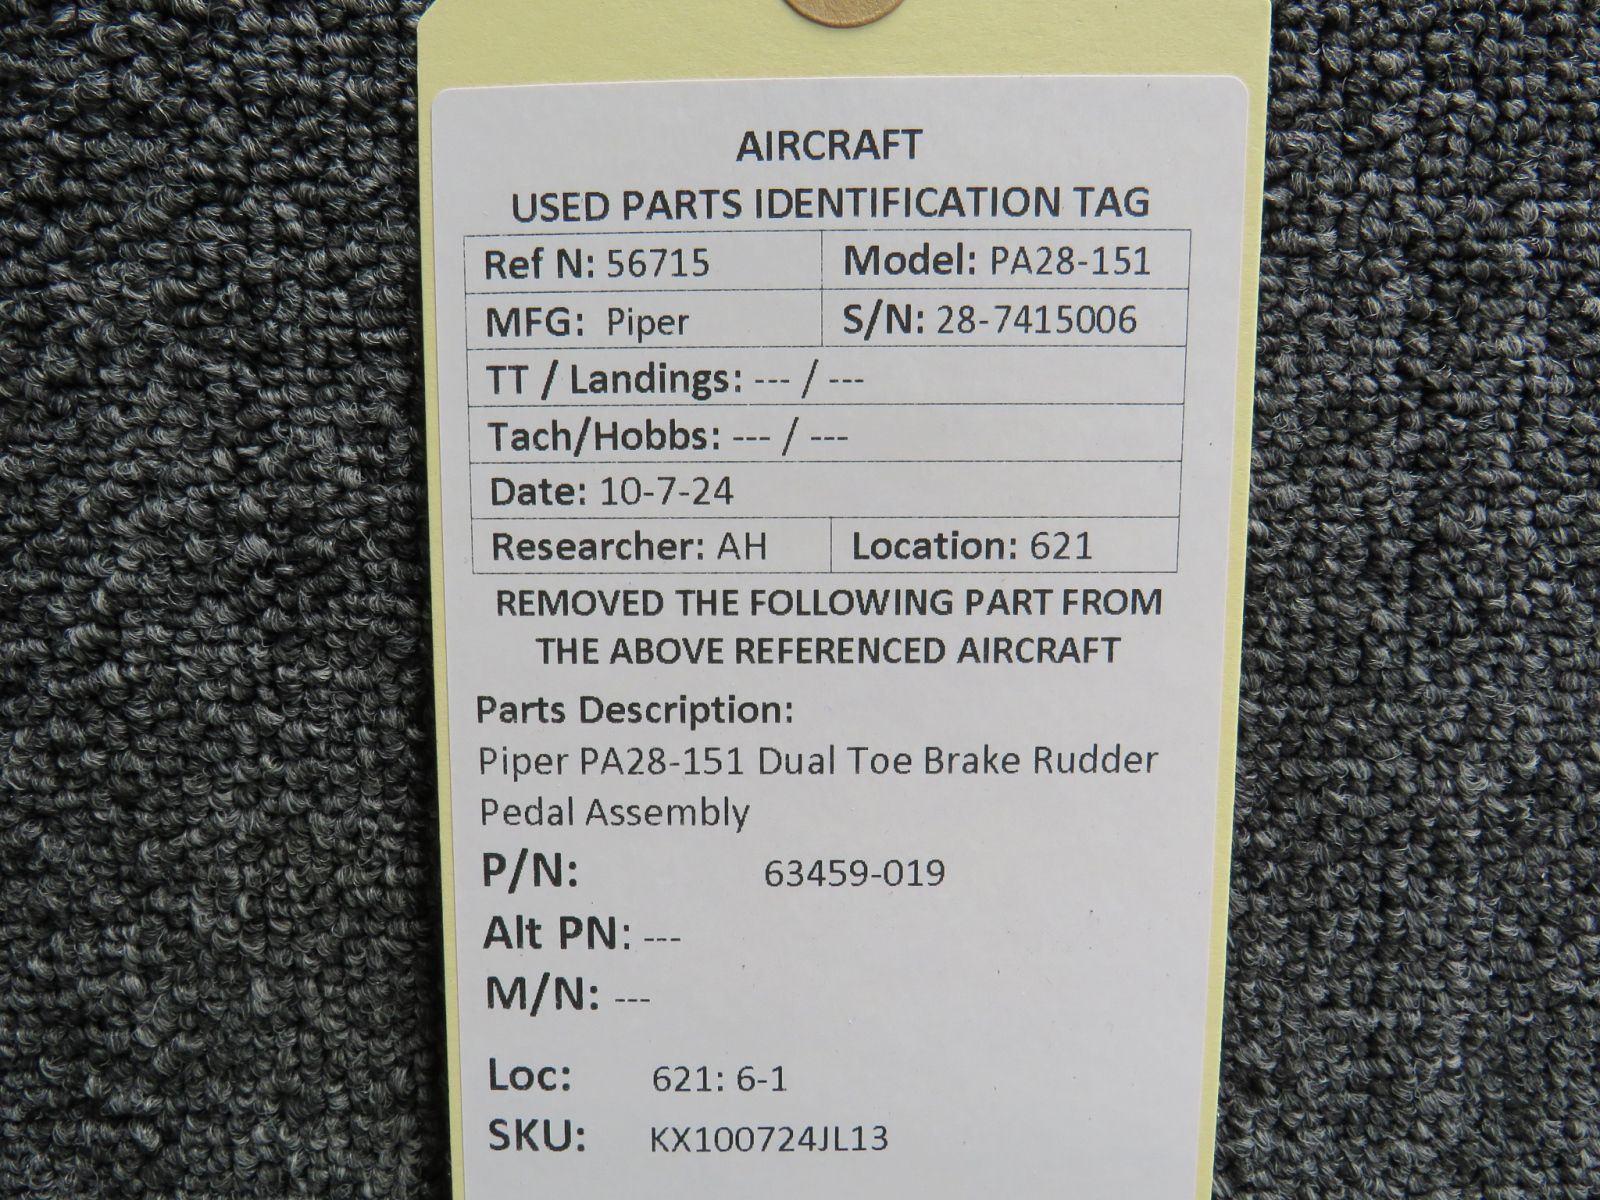 AIRCRAFT
USED PARTS IDENTIFICATION TAG
Ref N: 56715 Model: PA28-151
MFG: Piper S/N: 28-7415006
TT / Landings: --- / ---
Tach/Hobbs: --- / ---
Date: 10-7-24
Researcher: AH Location: 621
REMOVED THE FOLLOWING PART FROM
THE ABOVE REFERENCED AIRCRAFT
Parts Description:
Piper PA28-151 Dual Toe Brake Rudder
Pedal Assembly
P/N: 63459-019
Alt PN: ---
M/N: ---
Loc: 621: 6-1
SKU: KX100724JL13